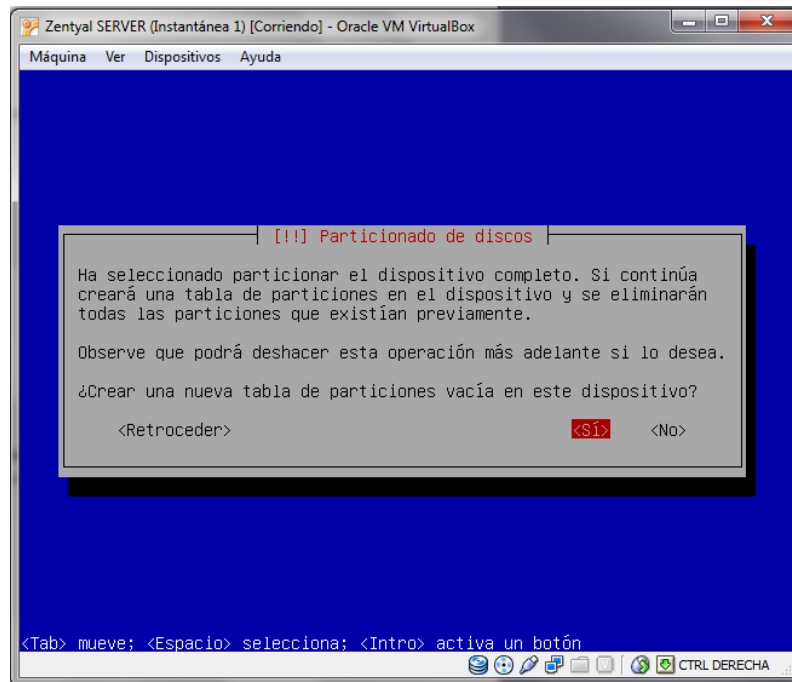 Zentyal SERVER (Instantánea 1) [Corriendo] - Oracle VM VirtualBox
Máquina Ver Dispositivos Ayuda
[!!] Particionado de discos
Ha seleccionado particionar el dispositivo completo. Si continúa
creará una tabla de particiones en el dispositivo y se eliminarán
todas las particiones que existían previamente.
Observe que podrá deshacer esta operación más adelante si lo desea.
¿Crear una nueva tabla de particiones vacía en este dispositivo?
<Retroceder> <Sí> <No>
<Tab> mueve; <Espacio> selecciona; <Intro> activa un botón
CTRL DERECHA